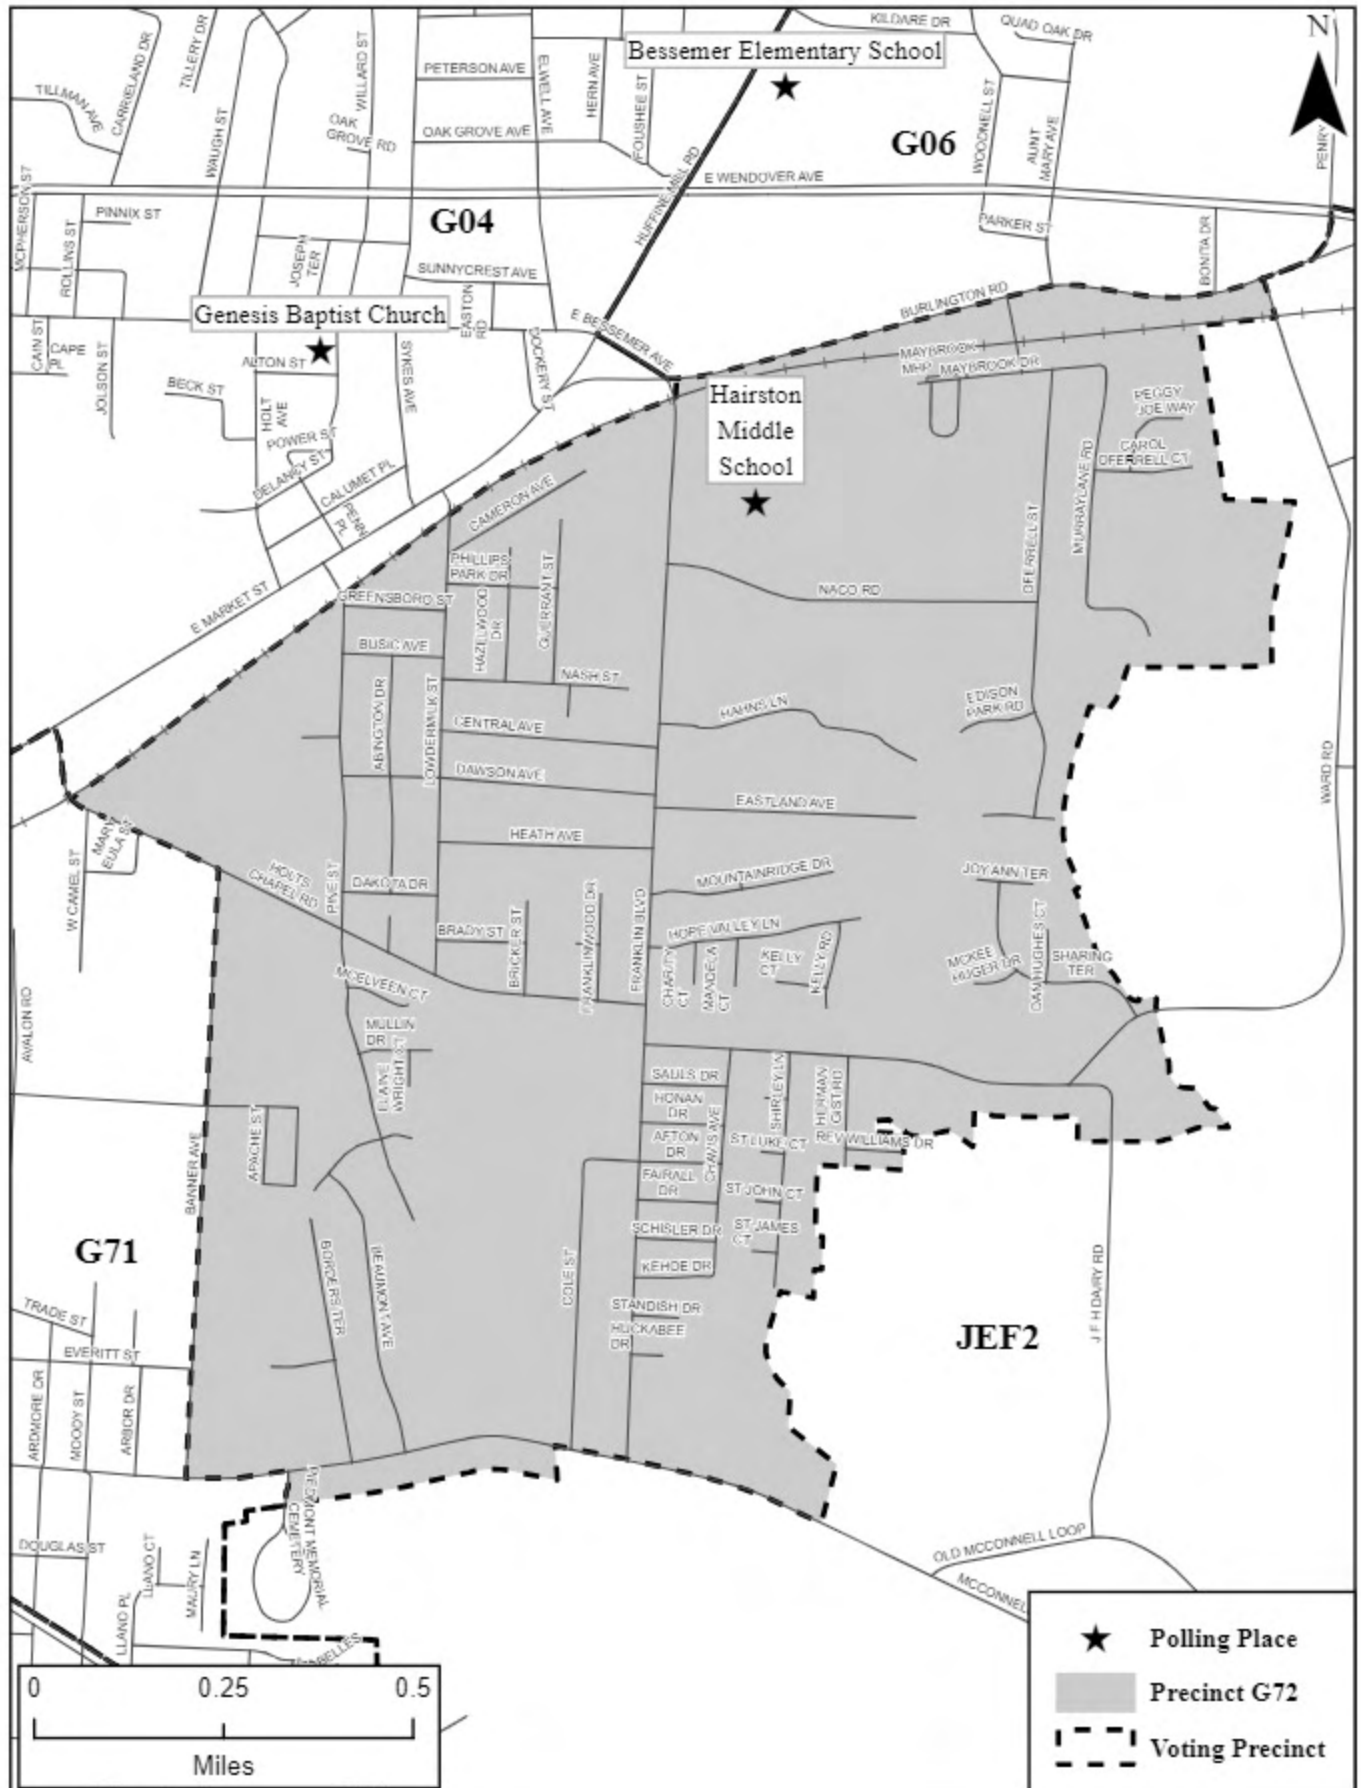 KILDARE DR
QUAD OAK DR
N
Bessemer Elementary School
TILLMAN AVE
CARRIELAND DR
TILLERY DR
WAUGH ST
WILLARD ST
PETERSON AVE
ELWELL AVE
HERN AVE
FOUSHEE ST
OAK
GROVE RD
OAK GROVE AVE
G06
WOODNELL ST
AUNT
MARY AVE
PENRY
MCPHERSON ST
E WENDOVER AVE
HUFFINE MILL RD
ROLLINS ST
PINNIX ST
G04
JOSEPH
TER
SUNNYCREST AVE
PARKER ST
BONITA DR
Genesis Baptist Church
EASTON
RD
E BESSEMER AVE
BURLINGTON RD
CAIN ST
CAPE
PL
JOLSON ST
ALTON ST
SYKES AVE
DOCKERY ST
MAYBROOK
MHP
MAYBROOK DR
BECK ST
HOLT
AVE
POWER ST
DELANCY ST
CALUMET PL
PENN
PL
Hairston
Middle
School
PEGGY
JOE WAY
CAROL
OFERRELL CT
MURRAYLANE RD
OFERRELL ST
CAMERON AVE
PHILLIPS
PARK DR
GUERRANT ST
HAZELWOOD
DR
NACO RD
E MARKET ST
GREENSBORO ST
BUSIC AVE
NASH ST
ABINGTON DR
LOWDERMILK ST
CENTRAL AVE
DAWSON AVE
HAHNS LN
EDISON
PARK RD
WARD RD
EASTLAND AVE
HEATH AVE
MARY
EULA ST
W CAMEL ST
HOLTS
CHAPEL RD
PINE ST
DAKOTA DR
BRADY ST
BRICKER ST
FRANKLINWOOD DR
FRANKLIN BLVD
MOUNTAINRIDGE DR
HOPE VALLEY LN
CHARITY
CT
MANDELA
CT
KELLY
CT
KELLY RD
JOY ANN TER
MCKEE
HUGER DR
DAN HUGHES CT
SHARING
TER
AVALON RD
MCELVEEN CT
MULLIN
DR
ELAINE
WRIGHT CT
SAULS DR
HONAN
DR
AFTON
DR
CHAVIS AVE
SHIRLEY LN
HERMAN
GIST RD
ST LUKE CT
REV WILLIAMS DR
APACHE ST
BANNER AVE
FAIRALL
DR
ST JOHN CT
SCHISLER DR
ST JAMES
CT
KEHOE DR
G71
BORDERS TER
BEAUMONT AVE
COLE ST
STANDISH DR
HUCKABEE
DR
JEF2
J F H DAIRY RD
TRADE ST
EVERITT ST
ARDMORE DR
MOODY ST
ARBOR DR
PIEDMONT MEMORIAL
CEMETERY
DOUGLAS ST
LLANO CT
LLANO PL
MAURY LN
OLD MCCONNELL LOOP
MCCONNEL
0 0.25 0.5
Miles
Polling Place
Precinct G72
Voting Precinct